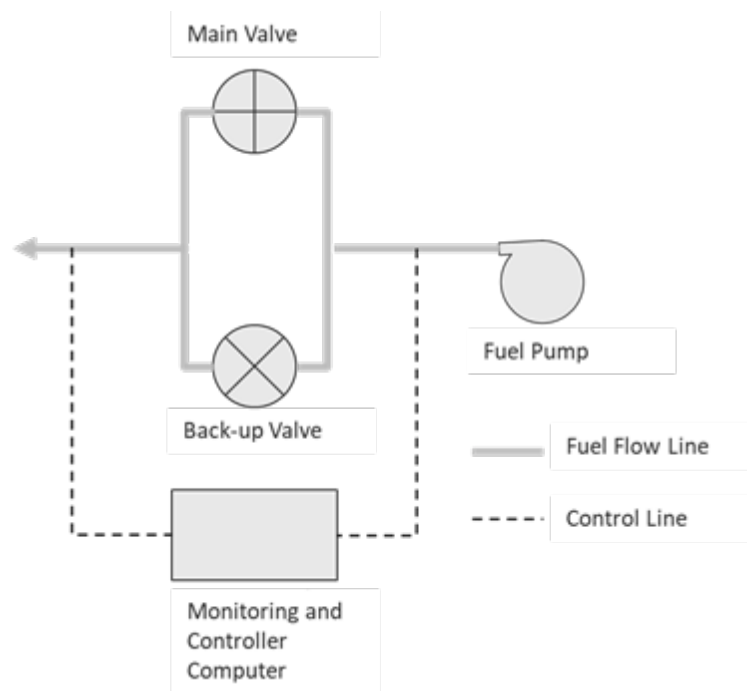 Main Valve
Fuel Pump
Back-up Valve
Fuel Flow Line
Control Line
Monitoring and
Controller
Computer